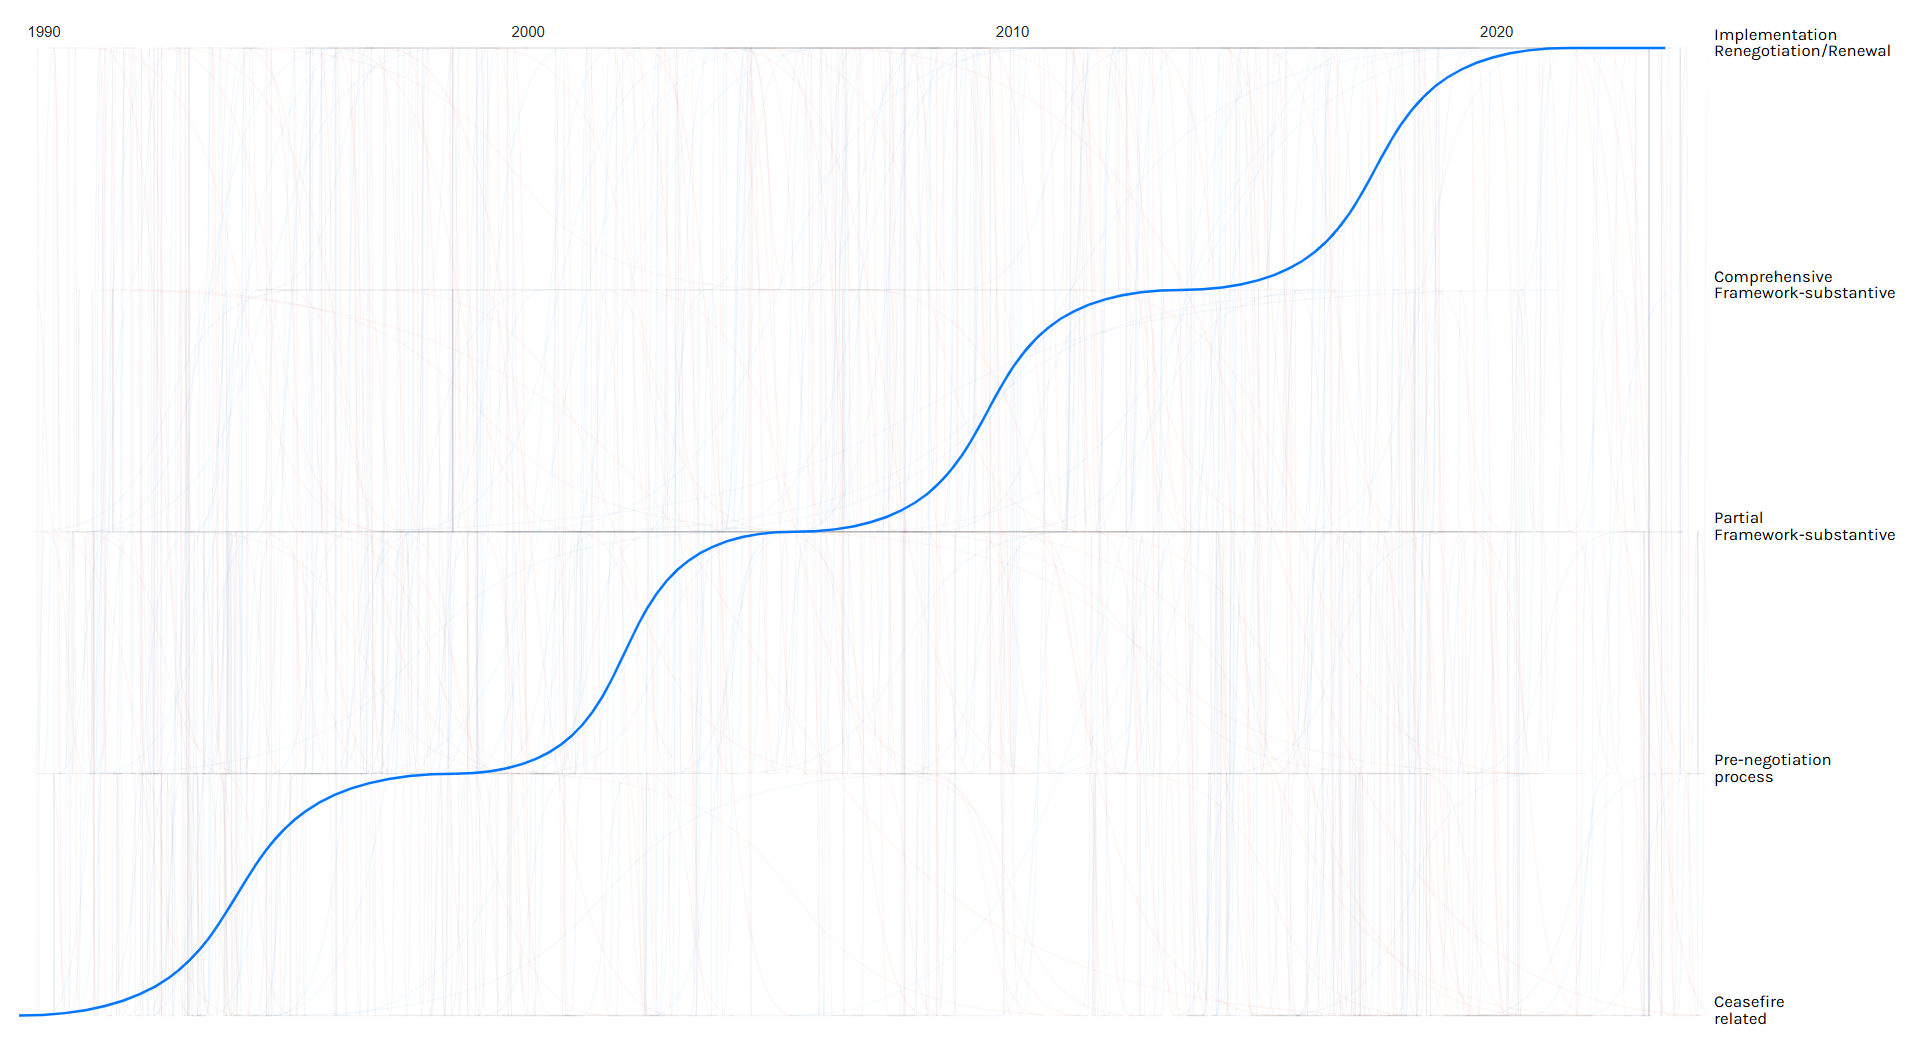 1990
2000
2010
2020
Implementation
Renegotiation/Renewal
Comprehensive
Framework-substantive
Partial
Framework-substantive
Pre-negotiation
process
Ceasefire
related